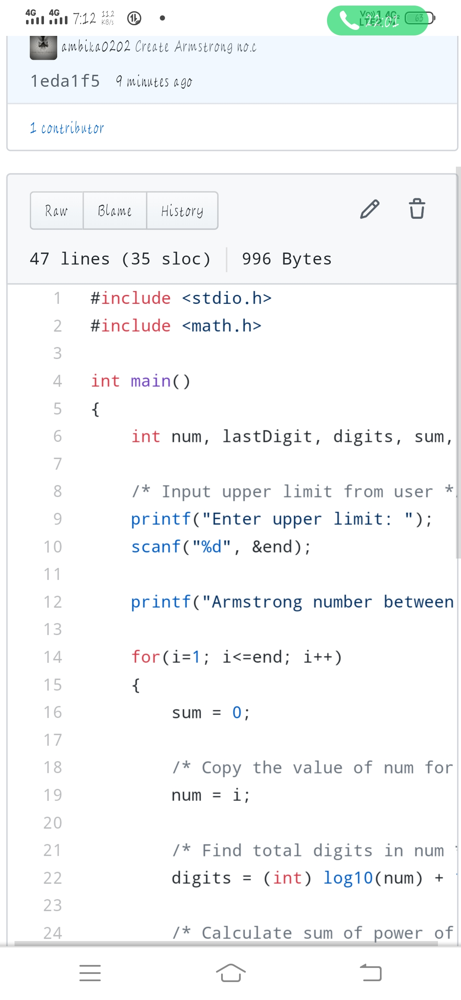 4G 4G 7:12 11.2 KB/s 22:01 63
ambika0202 Create Armstrong no.c
1eda1f5 9 minutes ago
1 contributor
Raw Blame History
47 lines (35 sloc) 996 Bytes
1 #include <stdio.h>
2 #include <math.h>
3
4 int main()
5 {
6 int num, lastDigit, digits, sum,
7
8 /* Input upper limit from user *
9 printf("Enter upper limit: ");
10 scanf("%d", &end);
11
12 printf("Armstrong number between
13
14 for(i=1; i<=end; i++)
15 {
16 sum = 0;
17
18 /* Copy the value of num for
19 num = i;
20
21 /* Find total digits in num
22 digits = (int) log10(num) +
23
24 /* Calculate sum of power of